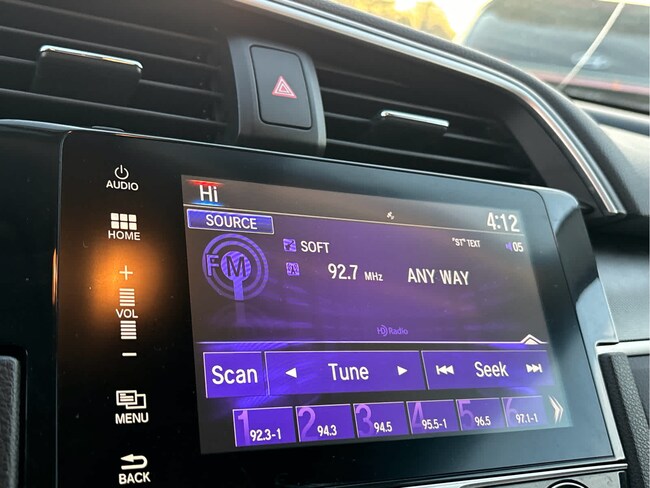 AUDIO
HOME
+
VOL
-
MENU
BACK
Hi
SOURCE
4:12
FM
SOFT
"ST" TEXT
05
92.7 MHz
ANY WAY
HD Radio
Scan
Tune
Seek
1 92.3-1
2 94.3
3 94.5
4 95.5-1
5 96.5
6 97.1-1